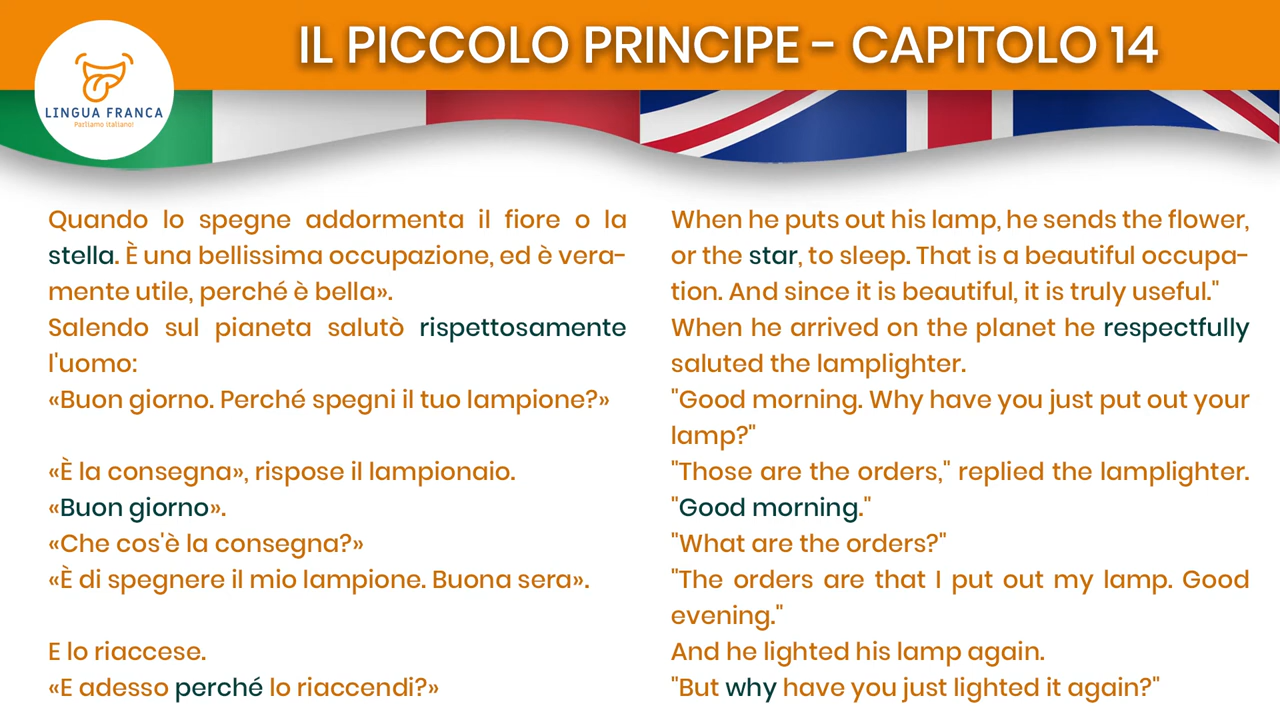 IL PICCOLO PRINCIPE - CAPITOLO 14
LINGUA FRANCA
Parliamo Italiano!
Quando lo spegne addormenta il fiore o la
stella. È una bellissima occupazione, ed è vera-
mente utile, perché è bella».
Salendo sul pianeta salutò rispettosamente
l'uomo:
«Buon giorno. Perché spegni il tuo lampione?»
«È la consegna», rispose il lampionaio.
«Buon giorno».
«Che cos'è la consegna?»
«È di spegnere il mio lampione. Buona sera».
E lo riaccese.
«E adesso perché lo riaccendi?»
When he puts out his lamp, he sends the flower,
or the star, to sleep. That is a beautiful occupa-
tion. And since it is beautiful, it is truly useful."
When he arrived on the planet he respectfully
saluted the lamplighter.
"Good morning. Why have you just put out your
lamp?"
"Those are the orders," replied the lamplighter.
"Good morning."
"What are the orders?"
"The orders are that I put out my lamp. Good
evening."
And he lighted his lamp again.
"But why have you just lighted it again?"